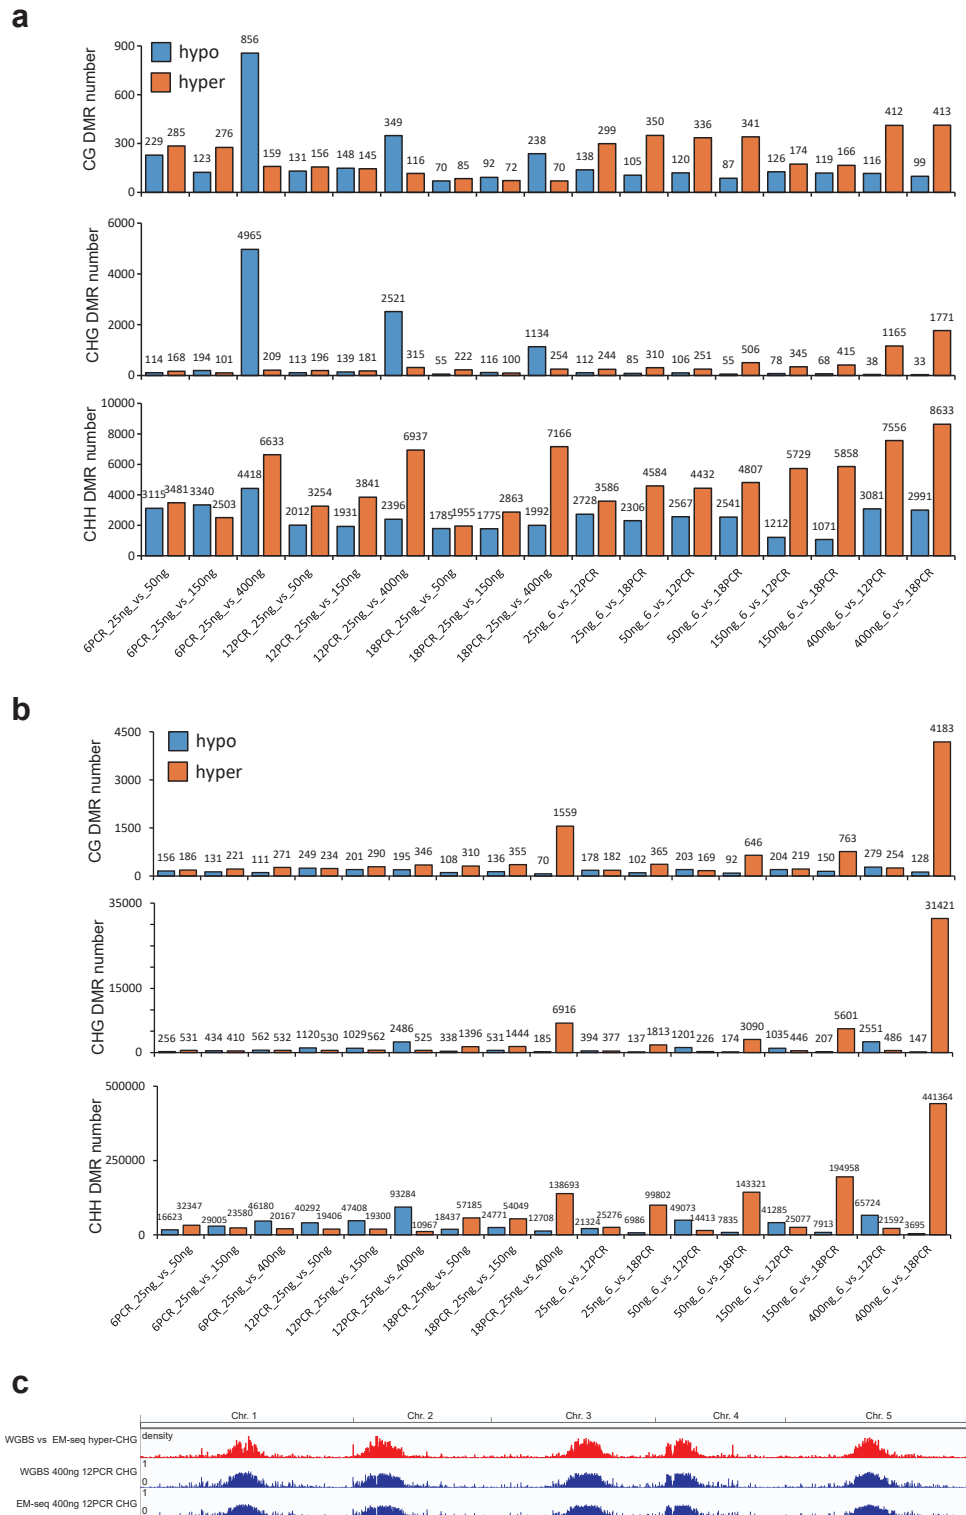 a
hypo
hyper
CG DMR number
900
600
300
0
229 285 123 276 856 159 131 156 148 145 349 116 70 85 92 72 238 70 138 299 105 350 120 336 87 341 126 174 119 166 116 412 99 413
CHG DMR number
6000
4000
2000
0
114 168 194 101 4965 209 113 196 139 181 2521 315 55 222 116 100 1134 254 112 244 85 310 106 251 55 506 78 345 68 415 38 1165 33 1771
CHH DMR number
10000
8000
6000
4000
2000
0
3115 3481 3340 2503 4418 6633 2012 3254 1931 3841 2396 6937 1785 1955 1775 2863 1992 7166 2728 3586 2306 4584 2567 4432 2541 4807 1212 5729 1071 5858 3081 7556 2991 8633
6PCR_25ng_vs_50ng
6PCR_25ng_vs_150ng
6PCR_25ng_vs_400ng
12PCR_25ng_vs_50ng
12PCR_25ng_vs_150ng
12PCR_25ng_vs_400ng
18PCR_25ng_vs_50ng
18PCR_25ng_vs_150ng
18PCR_25ng_vs_400ng
25ng_6_vs_12PCR
25ng_6_vs_18PCR
50ng_6_vs_12PCR
50ng_6_vs_18PCR
150ng_6_vs_12PCR
150ng_6_vs_18PCR
400ng_6_vs_12PCR
400ng_6_vs_18PCR
b
hypo
hyper
CG DMR number
4500
3000
1500
0
156 186 131 221 111 271 249 234 201 290 195 346 108 310 136 355 70 1559 178 182 102 365 203 169 92 646 204 219 150 763 279 254 128 4183
CHG DMR number
35000
15000
0
256 531 434 410 562 532 1120 530 1029 562 2486 525 338 1396 531 1444 185 6916 394 377 137 1813 1201 226 174 3090 1035 446 207 5601 2551 486 147 31421
CHH DMR number
500000
250000
0
16623 32347 29005 23580 46180 20167 40292 19406 47408 19300 93284 10967 18437 57185 24771 54049 12708 138693 21324 25276 6986 99802 49073 14413 7835 143321 41285 25077 7913 194958 65724 21592 3695 441364
6PCR_25ng_vs_50ng
6PCR_25ng_vs_150ng
6PCR_25ng_vs_400ng
12PCR_25ng_vs_50ng
12PCR_25ng_vs_150ng
12PCR_25ng_vs_400ng
18PCR_25ng_vs_50ng
18PCR_25ng_vs_150ng
18PCR_25ng_vs_400ng
25ng_6_vs_12PCR
25ng_6_vs_18PCR
50ng_6_vs_12PCR
50ng_6_vs_18PCR
150ng_6_vs_12PCR
150ng_6_vs_18PCR
400ng_6_vs_12PCR
400ng_6_vs_18PCR
c
Chr. 1 Chr. 2 Chr. 3 Chr. 4 Chr. 5
WGBS vs EM-seq hyper-CHG density
WGBS 400ng 12PCR CHG 1 0
EM-seq 400ng 12PCR CHG 1 0